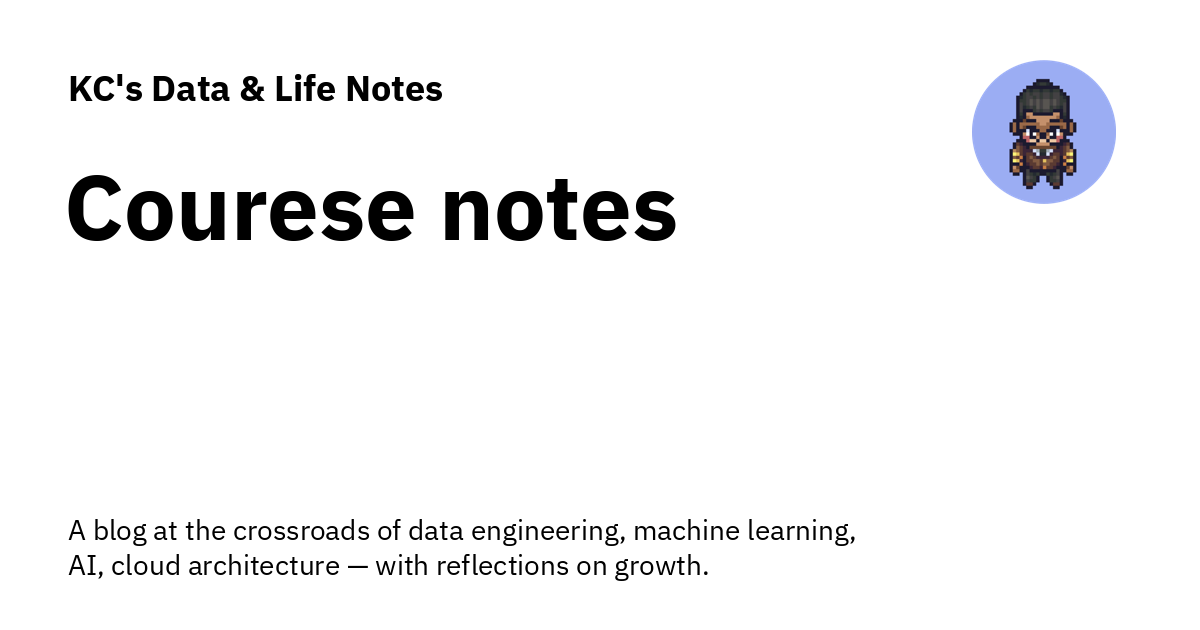 KC's Data & Life Notes
Courese notes
A blog at the crossroads of data engineering, machine learning,
AI, cloud architecture — with reflections on growth.